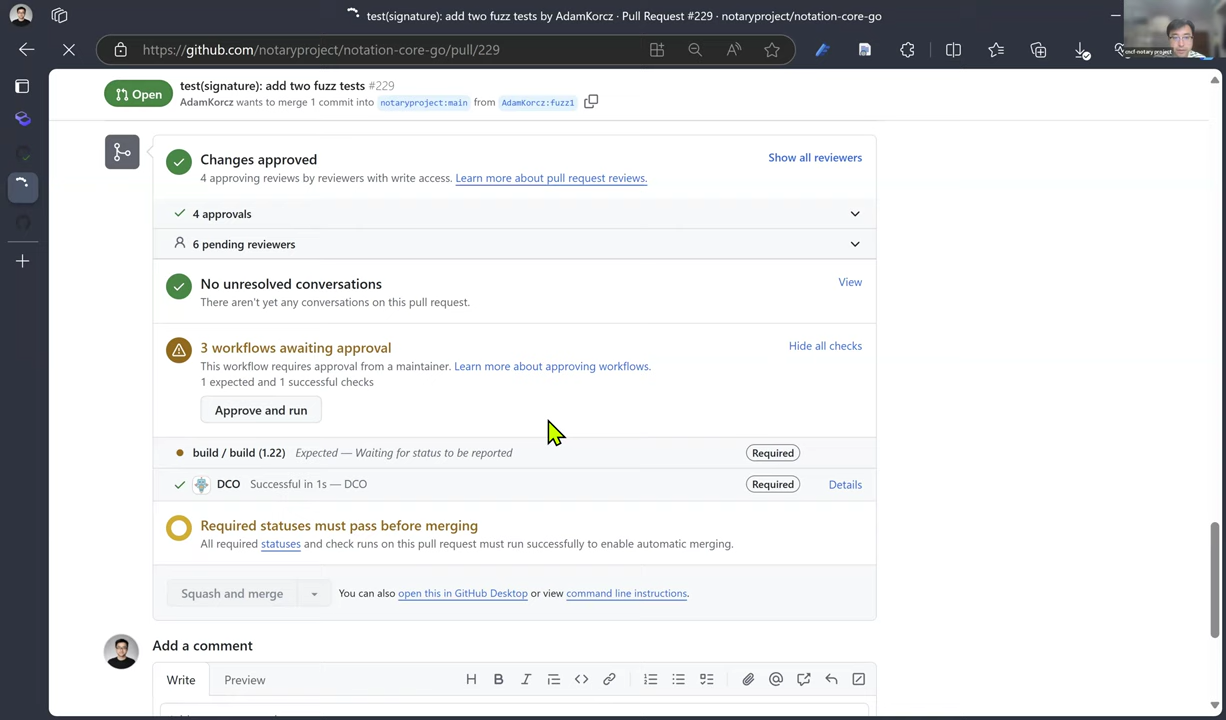 test(signature): add two fuzz tests by AdamKorcz · Pull Request #229 · notaryproject/notation-core-go
https://github.com/notaryproject/notation-core-go/pull/229
cncf-notary project
Open
test(signature): add two fuzz tests #229
AdamKorcz wants to merge 1 commit into notaryproject:main from AdamKorcz:fuzz1
Changes approved
Show all reviewers
4 approving reviews by reviewers with write access. Learn more about pull request reviews.
4 approvals
6 pending reviewers
No unresolved conversations
View
There aren't yet any conversations on this pull request.
3 workflows awaiting approval
Hide all checks
This workflow requires approval from a maintainer. Learn more about approving workflows.
1 expected and 1 successful checks
Approve and run
build / build (1.22) Expected — Waiting for status to be reported Required
DCO Successful in 1s — DCO Required Details
Required statuses must pass before merging
All required statuses and check runs on this pull request must run successfully to enable automatic merging.
Squash and merge
You can also open this in GitHub Desktop or view command line instructions.
Add a comment
Write Preview